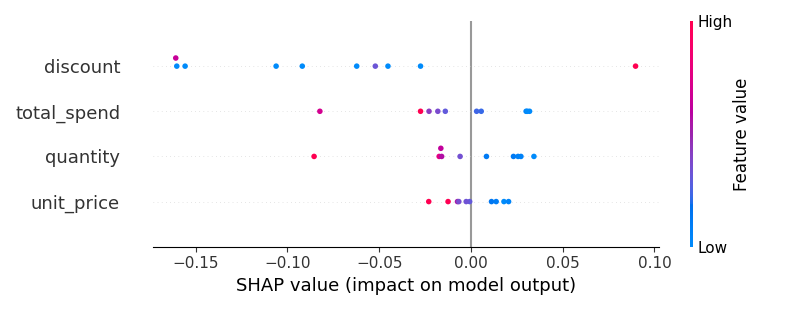 High
discount
total_spend
quantity
unit_price
Feature value
Low
−0.15 −0.10 −0.05 0.00 0.05 0.10
SHAP value (impact on model output)